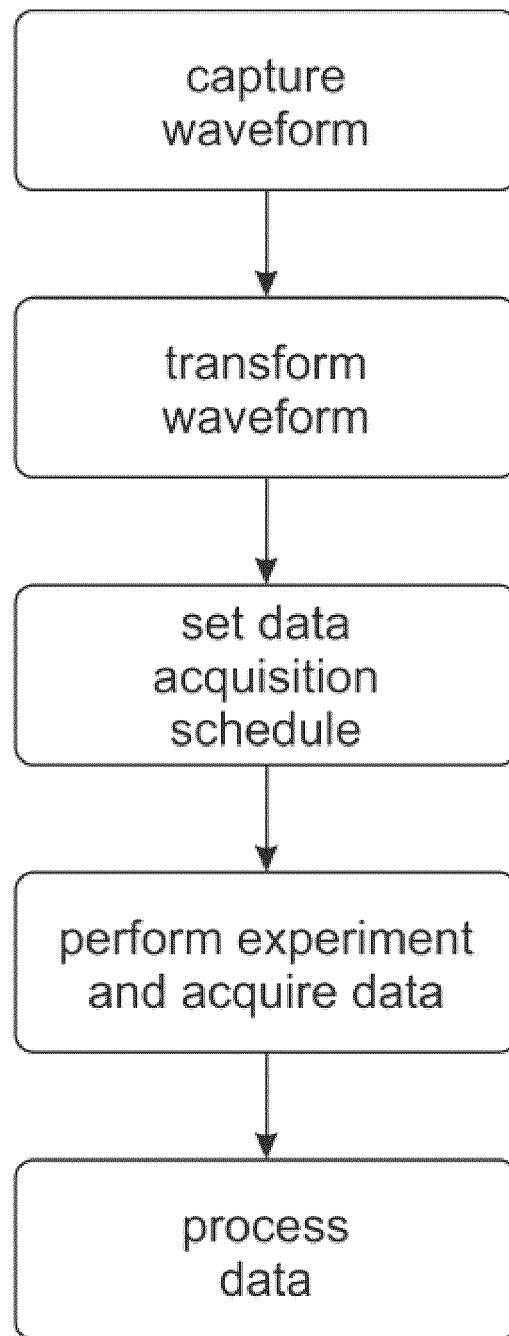 capture
waveform
transform
waveform
set data
acquisition
schedule
perform experiment
and acquire data
process
data